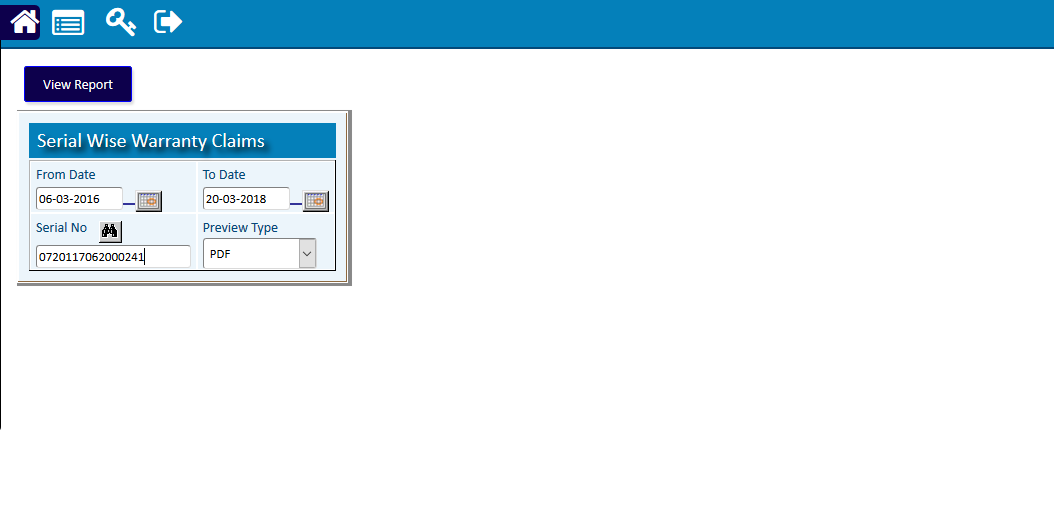 View Report
Serial Wise Warranty Claims
From Date To Date
06-03-2016 20-03-2018
Serial No Preview Type
0720117062000241 PDF